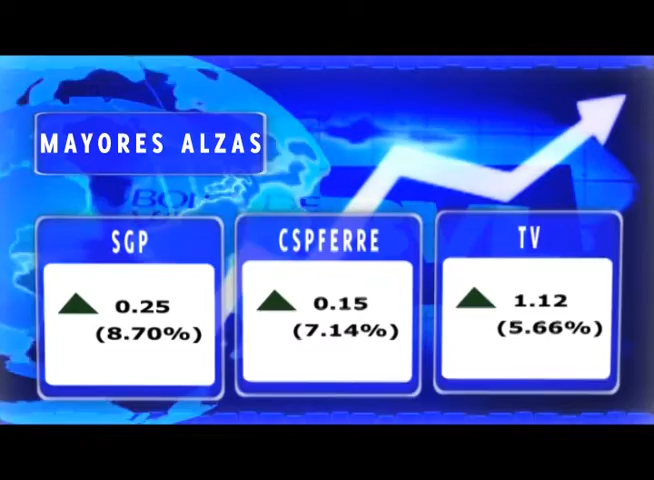 MAYORES ALZAS
SGP
0.25
(8.70%)
CSPFERRE
0.15
(7.14%)
TV
1.12
(5.66%)